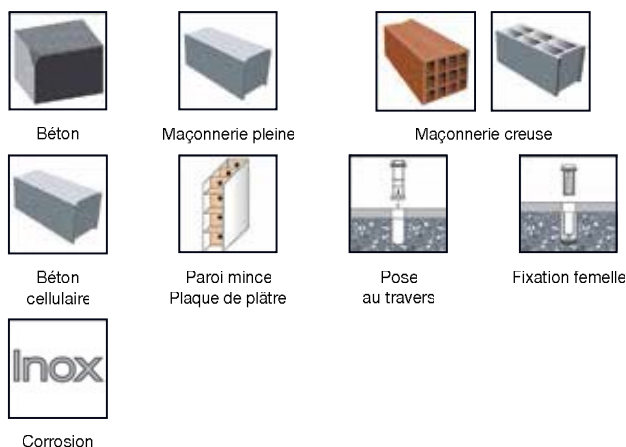 Béton
Maçonnerie pleine
Maçonnerie creuse
Béton
cellulaire
Paroi mince
Plaque de plâtre
Pose
au travers
Fixation femelle
Inox
Corrosion